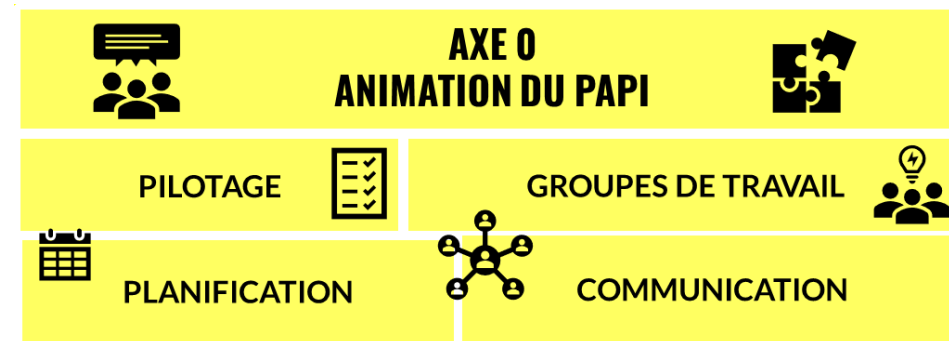 AXE 0
ANIMATION DU PAPI
PILOTAGE
GROUPES DE TRAVAIL
PLANIFICATION
COMMUNICATION